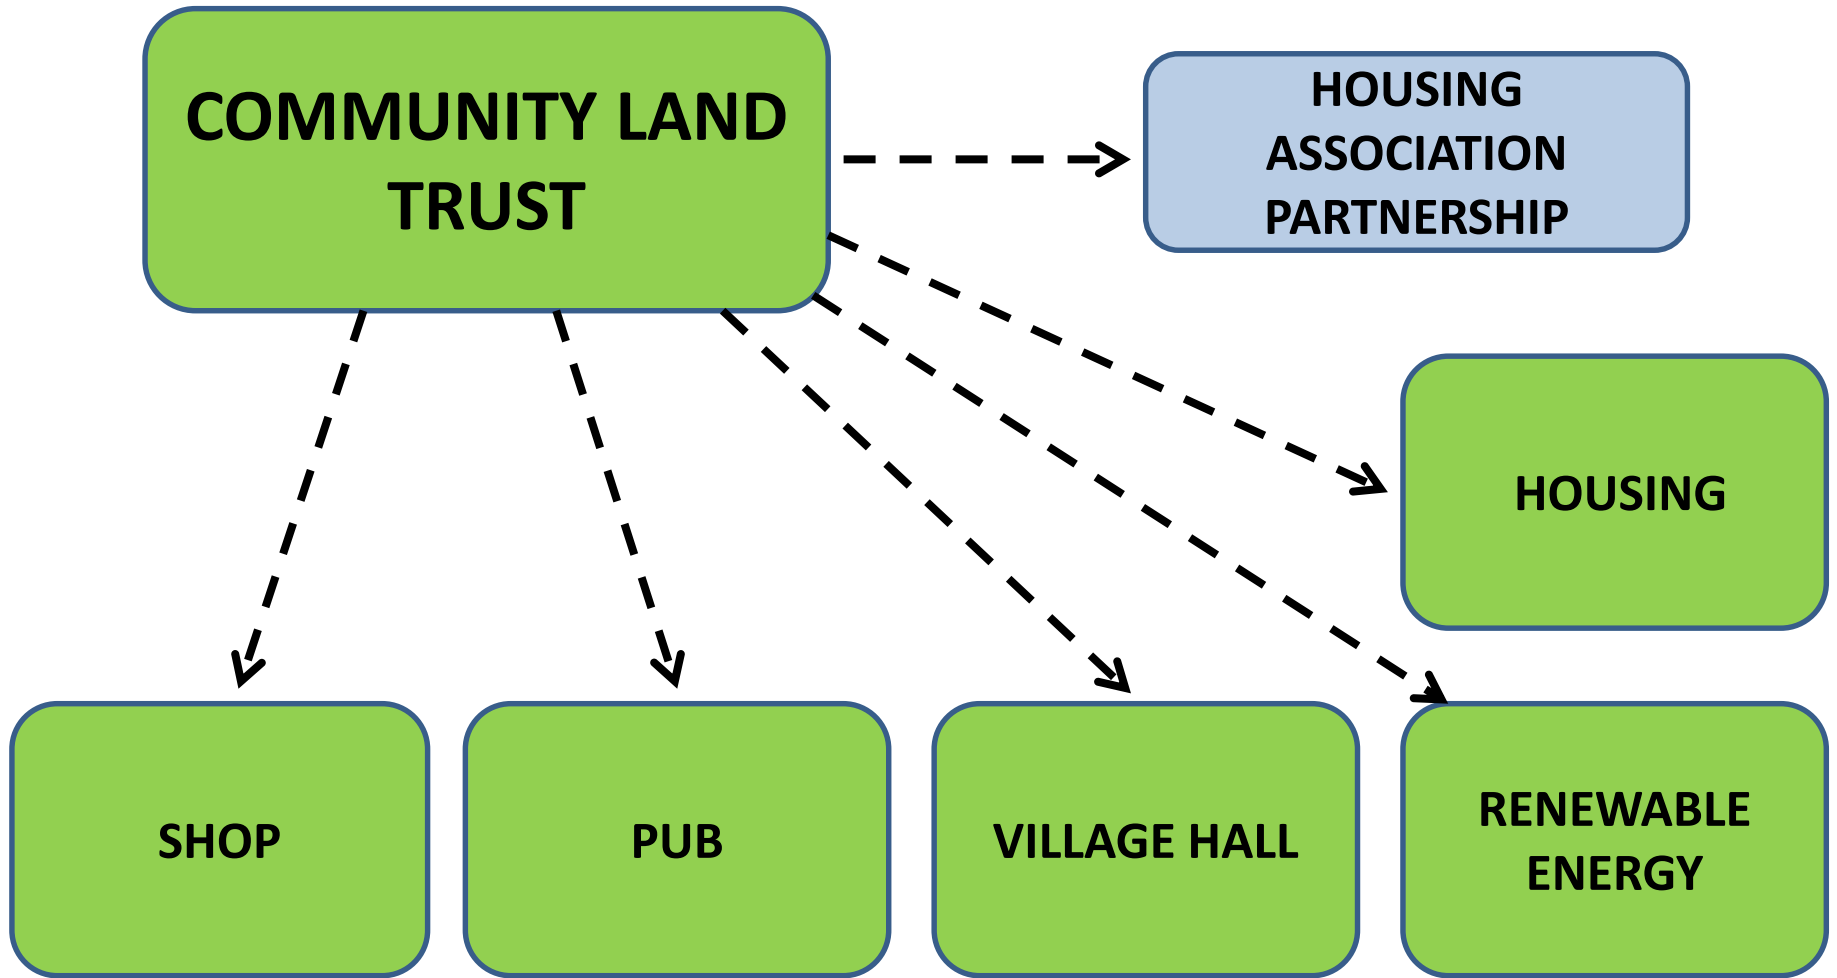 COMMUNITY LAND
TRUST
HOUSING
ASSOCIATION
PARTNERSHIP
HOUSING
SHOP
PUB
VILLAGE HALL
RENEWABLE
ENERGY